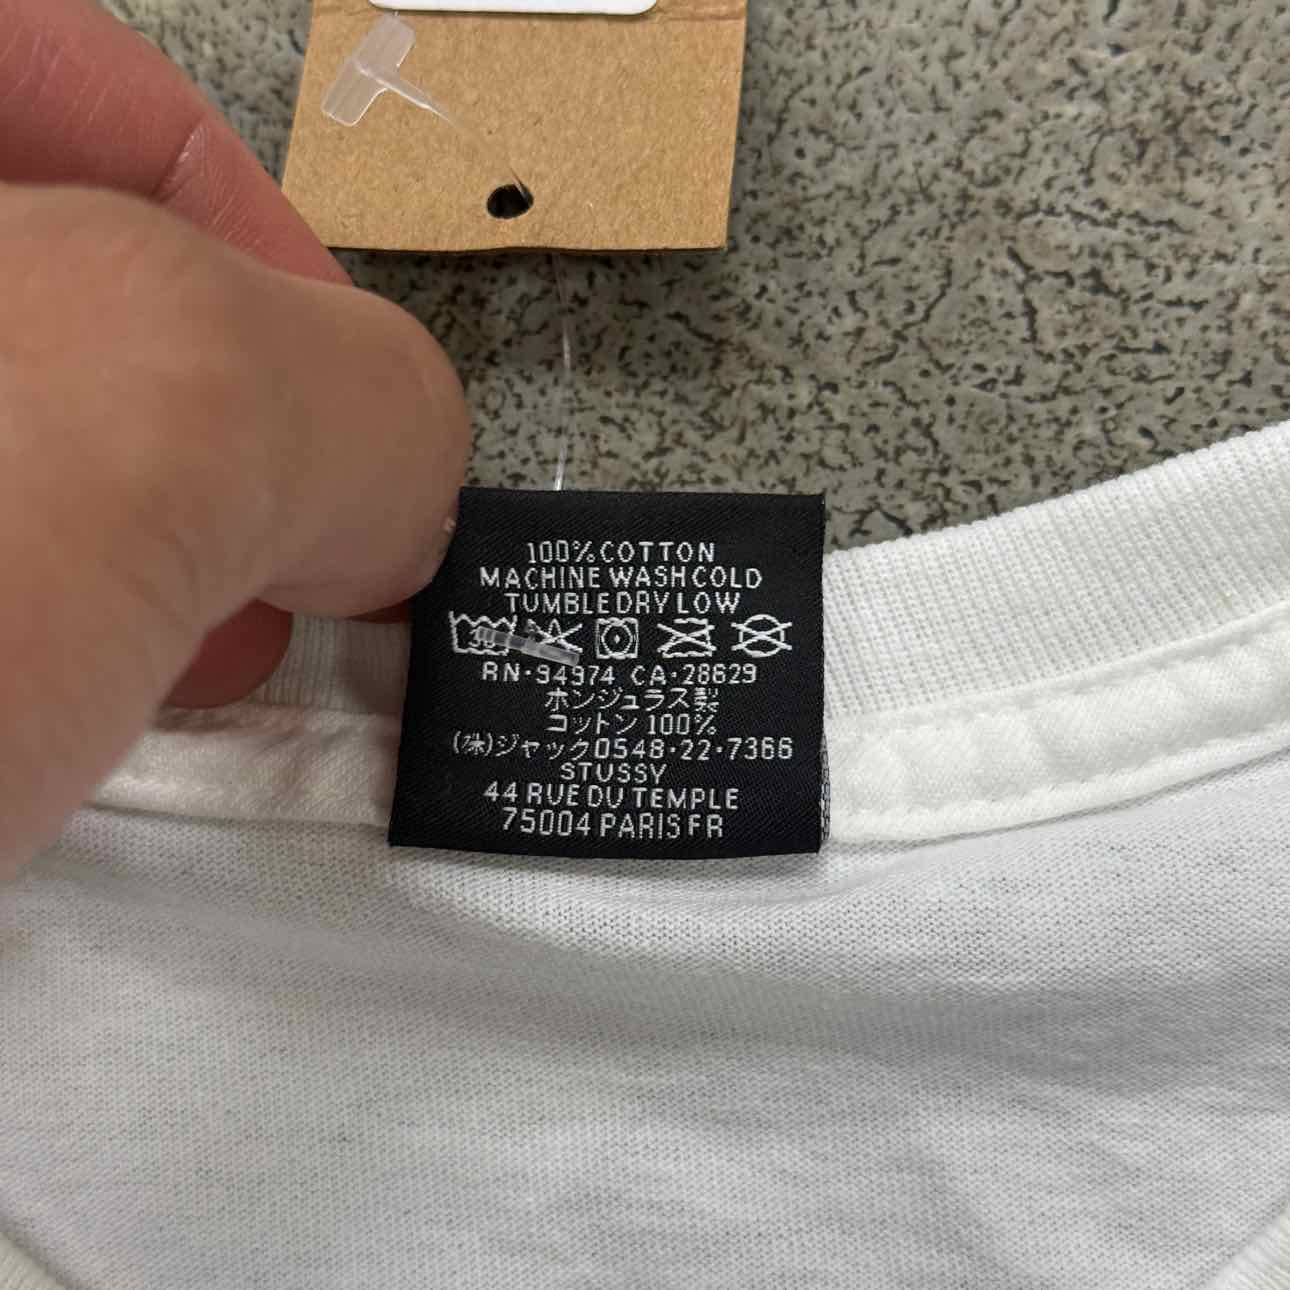 100% COTTON
MACHINE WASH COLD
TUMBLE DRY LOW
30
RN·94974 CA·28629
ホンジュラス製
コットン 100%
(株)ジャック0548·22·7366
STUSSY
44 RUE DU TEMPLE
75004 PARIS FR